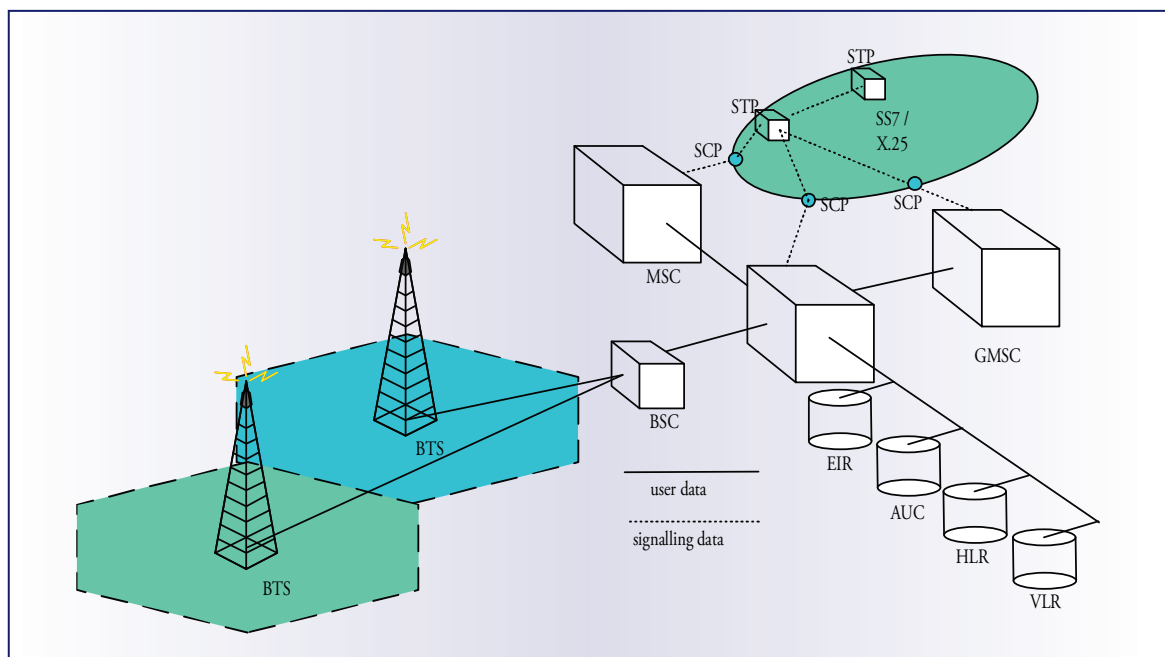 STP
STP
SS7 /
X.25
SCP
SCP
SCP
MSC
GMSC
BSC
BTS
EIR
user data
AUC
signalling data
HLR
BTS
VLR